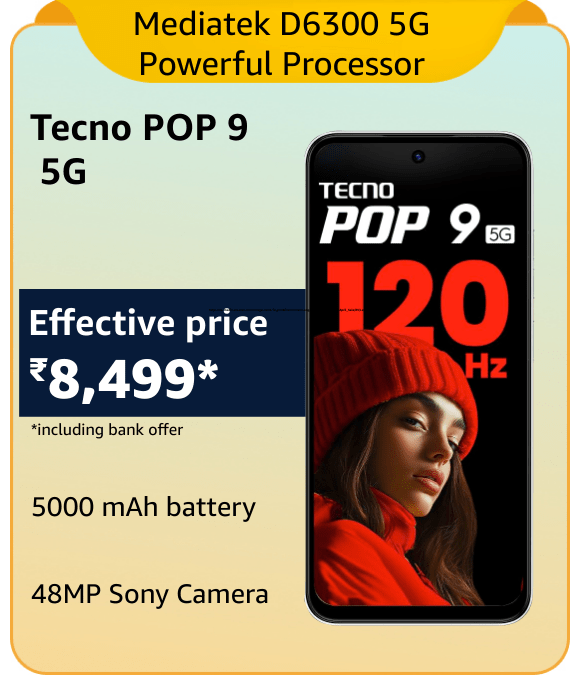 Mediatek D6300 5G
Powerful Processor
Tecno POP 9
5G
TECNO
POP 9 5G
120
Hz
Effective price
₹8,499*
*including bank offer
5000 mAh battery
48MP Sony Camera